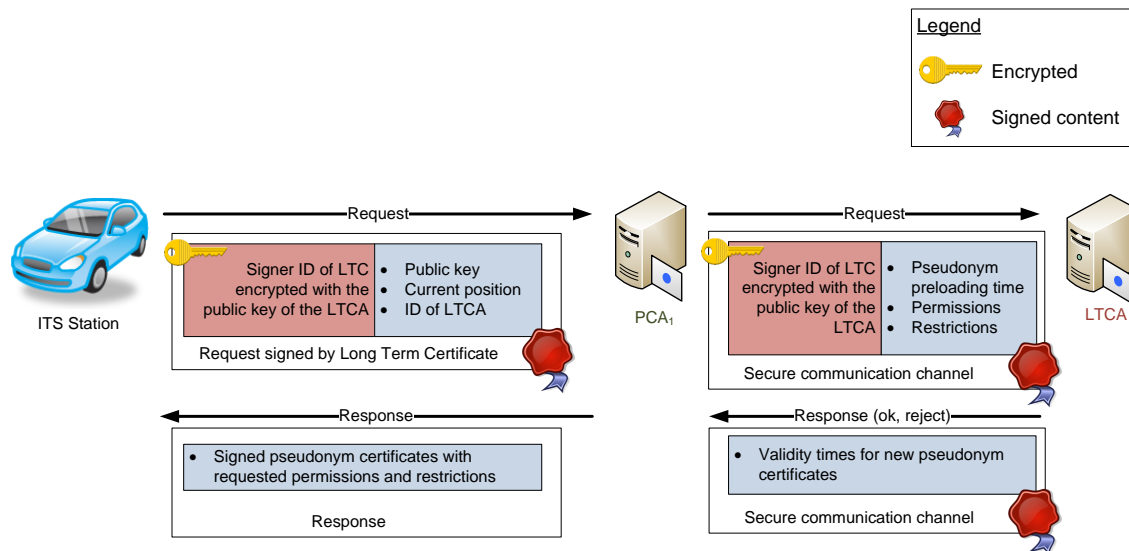 Legend
Encrypted
Signed content
Request
Request
Signer ID of LTC
encrypted with the
public key of the LTCA
• Public key
• Current position
• ID of LTCA
Request signed by Long Term Certificate
Signer ID of LTC
encrypted with the
public key of the
LTCA
• Pseudonym
preloading time
• Permissions
• Restrictions
Secure communication channel
ITS Station
PCA₁
LTCA
Response
Response (ok, reject)
• Signed pseudonym certificates with
requested permissions and restrictions
Response
• Validity times for new pseudonym
certificates
Secure communication channel